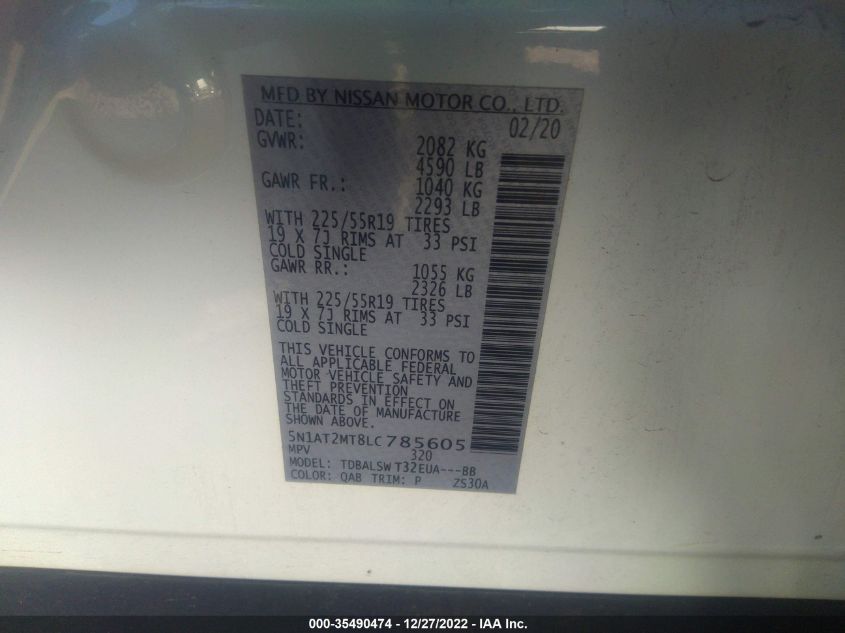 MFD BY NISSAN MOTOR CO., LTD.
DATE: 02/20
GVWR: 2082 KG
4590 LB
GAWR FR.: 1040 KG
2293 LB
WITH 225/55R19 TIRES
19 X 7J RIMS AT 33 PSI
COLD SINGLE
GAWR RR.: 1055 KG
2326 LB
WITH 225/55R19 TIRES
19 X 7J RIMS AT 33 PSI
COLD SINGLE
THIS VEHICLE CONFORMS TO
ALL APPLICABLE FEDERAL
MOTOR VEHICLE SAFETY AND
THEFT PREVENTION
STANDARDS IN EFFECT ON
THE DATE OF MANUFACTURE
SHOWN ABOVE.
5N1AT2MT8LC785605
MPV 320
MODEL: TDBALSW T32EUA---BB
COLOR: QAB TRIM: P ZS30A
000-35490474 - 12/27/2022 - IAA Inc.